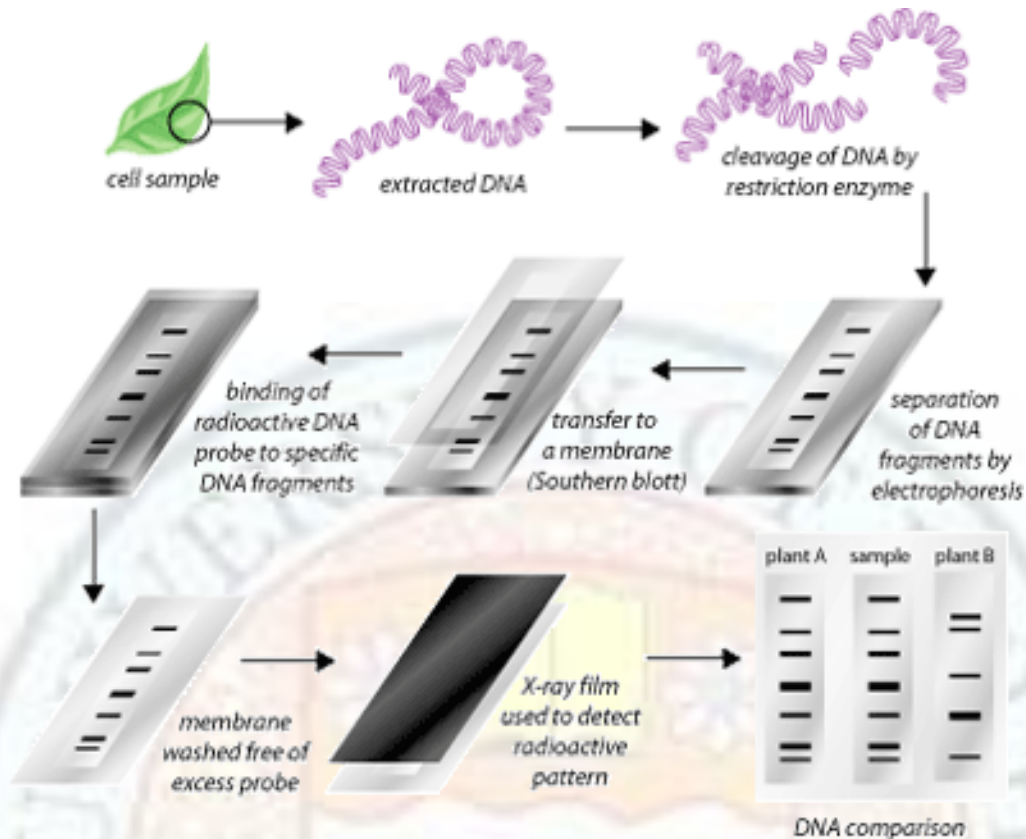 cell sample
extracted DNA
cleavage of DNA by
restriction enzyme
separation
of DNA
fragments by
electrophoresis
transfer to
a membrane
(Southern blott)
binding of
radioactive DNA
probe to specific
DNA fragments
membrane
washed free of
excess probe
X-ray film
used to detect
radioactive
pattern
plant A sample plant B
DNA comparison